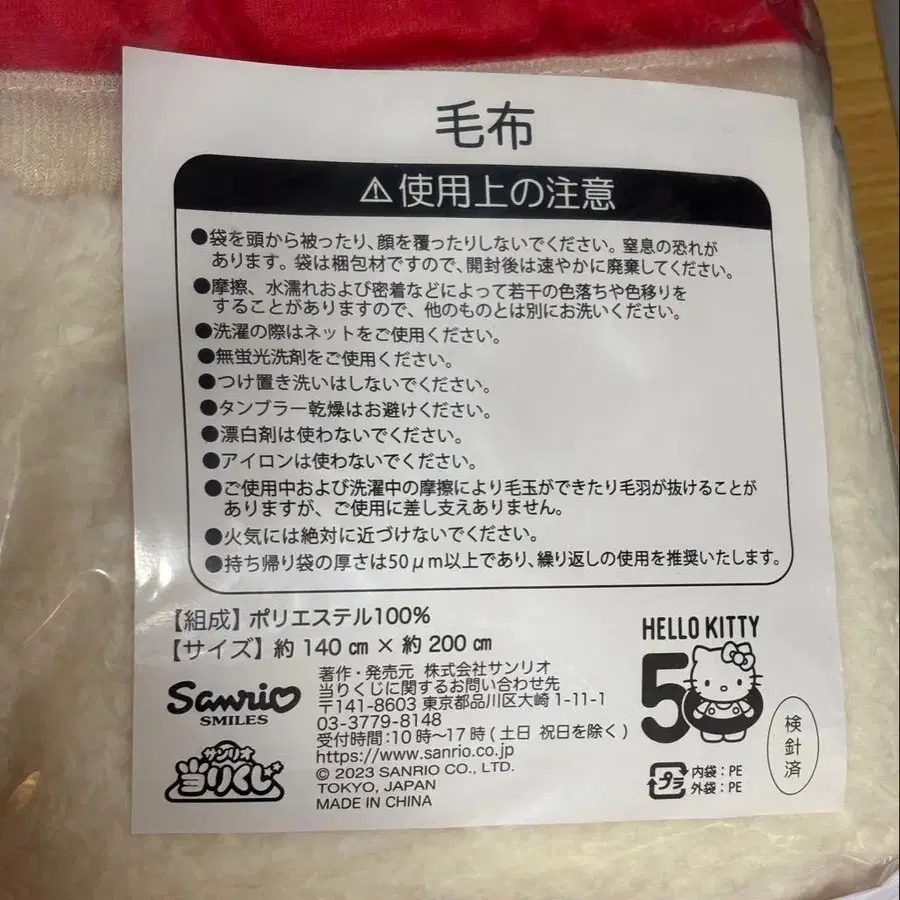 毛布
⚠使用上の注意
●袋を頭から被ったり、顔を覆ったりしないでください。窒息の恐れが
あります。袋は梱包材ですので、開封後は速やかに廃棄してください。
●摩擦、水濡れおよび密着などによって若干の色落ちや色移りを
することがありますので、他のものとは別にお洗いください。
●洗濯の際はネットをご使用ください。
●無蛍光洗剤をご使用ください。
●つけ置き洗いはしないでください。
●タンブラー乾燥はお避けください。
●漂白剤は使わないでください。
●アイロンは使わないでください。
●ご使用中および洗濯中の摩擦により毛玉ができたり毛羽が抜けることが
ありますが、ご使用に差し支えありません。
●火気には絶対に近づけないでください。
●持ち帰り袋の厚さは50μm以上であり、繰り返しの使用を推奨いたします。
【組成】ポリエステル100%
【サイズ】約140㎝×約200㎝
Sanrio
SMILES
サンリオ
当りくじ
著作・発売元 株式会社サンリオ
当りくじに関するお問い合わせ先
〒141-8603 東京都品川区大崎1-11-1
03-3779-8148
受付時間:10時〜17時(土日 祝日を除く)
https://www.sanrio.co.jp
© 2023 SANRIO CO., LTD.
TOKYO, JAPAN
MADE IN CHINA
HELLO KITTY
50
プラ
内袋:PE
外袋:PE
検針済